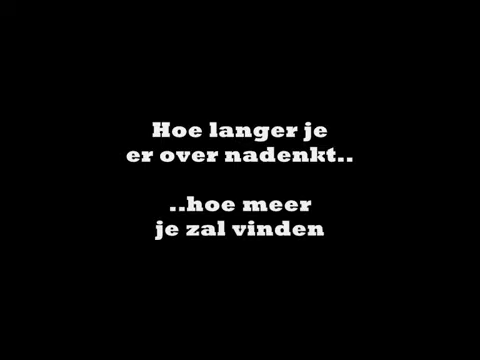 Hoe langer je
er over nadenkt..
..hoe meer
je zal vinden